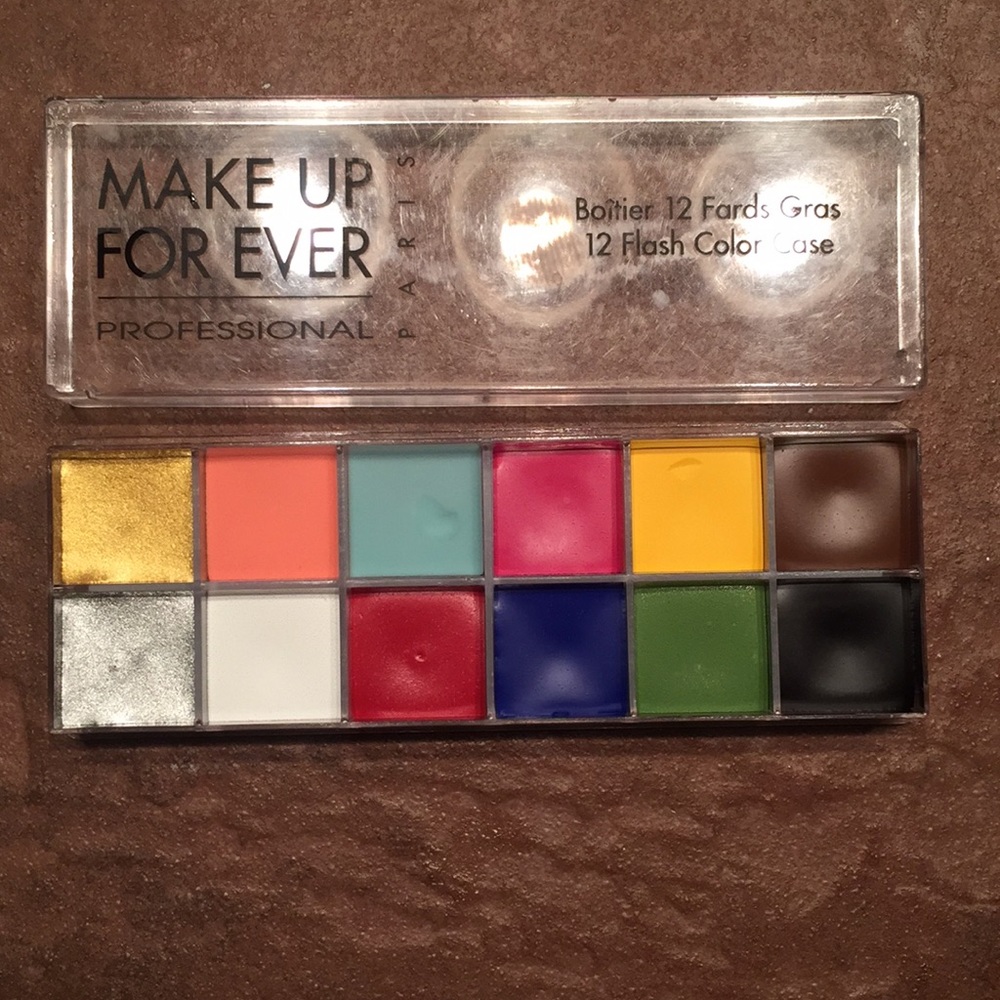 MAKE UP
FOR EVER
PROFESSIONAL
PARIS
Boîtier 12 Fards Gras
12 Flash Color Case